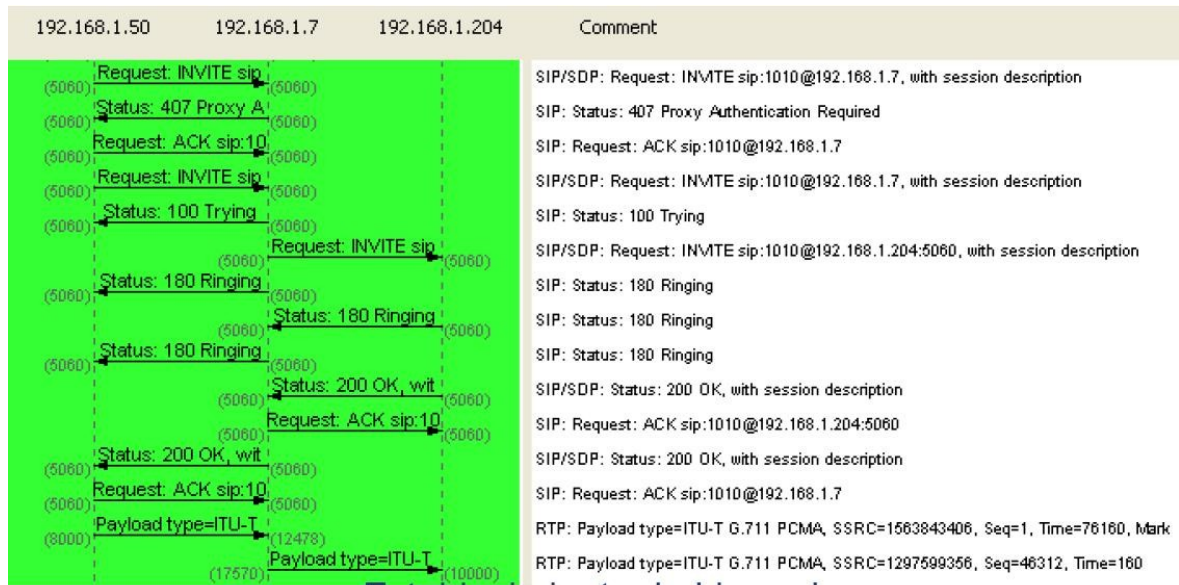 192.168.1.50 192.168.1.7 192.168.1.204 Comment
Request: INVITE sip SIP/SDP: Request: INVITE sip:1010@192.168.1.7, with session description
(5060) (5060)
Status: 407 Proxy A SIP: Status: 407 Proxy Authentication Required
(5060) (5060)
Request: ACK sip:10 SIP: Request: ACK sip:1010@192.168.1.7
(5060) (5060)
Request: INVITE sip SIP/SDP: Request: INVITE sip:1010@192.168.1.7, with session description
(5060) (5060)
Status: 100 Trying SIP: Status: 100 Trying
(5060) (5060)
Request: INVITE sip SIP/SDP: Request: INVITE sip:1010@192.168.1.204:5060, with session description
(5060) (5060)
Status: 180 Ringing SIP: Status: 180 Ringing
(5060) (5060)
Status: 180 Ringing SIP: Status: 180 Ringing
(5060) (5060)
Status: 180 Ringing SIP: Status: 180 Ringing
(5060) (5060)
Status: 200 OK, wit SIP/SDP: Status: 200 OK, with session description
(5060) (5060)
Request: ACK sip:10 SIP: Request: ACK sip:1010@192.168.1.204:5060
(5060) (5060)
Status: 200 OK, wit SIP/SDP: Status: 200 OK, with session description
(5060) (5060)
Request: ACK sip:10 SIP: Request: ACK sip:1010@192.168.1.7
(5060) (5060)
Payload type=ITU-T RTP: Payload type=ITU-T G.711 PCMA, SSRC=1563843406, Seq=1, Time=76160, Mark
(8000) (12478)
Payload type=ITU-T RTP: Payload type=ITU-T G.711 PCMA, SSRC=1297599356, Seq=46312, Time=160
(17570) (10000)